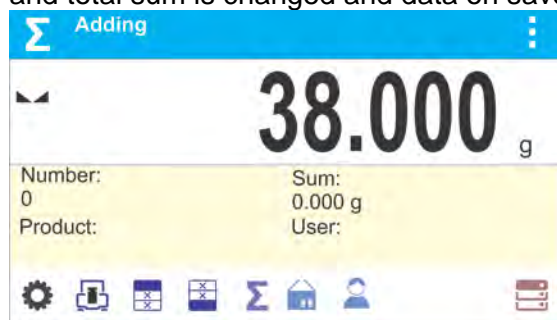 and total sum is changed and data on save
Σ Adding
38.000 g
Number: Sum:
0 0.000 g
Product: User:
Σ